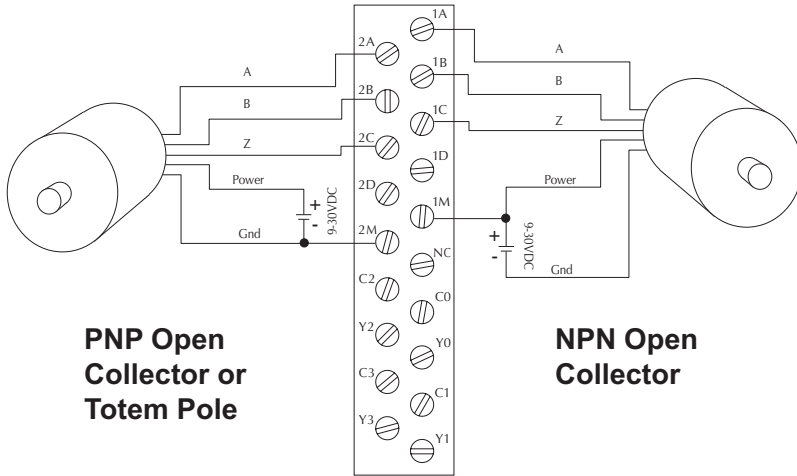 1A
2A
A
A
1B
B
2B
B
1C
Z
2C
Z
1D
Power
2D
Power
1M
+
-
9-30VDC
2M
Gnd
+
-
9-30VDC
NC
Gnd
C2
C0
Y2
Y0
C3
C1
Y3
Y1
PNP Open
Collector or
Totem Pole
NPN Open
Collector